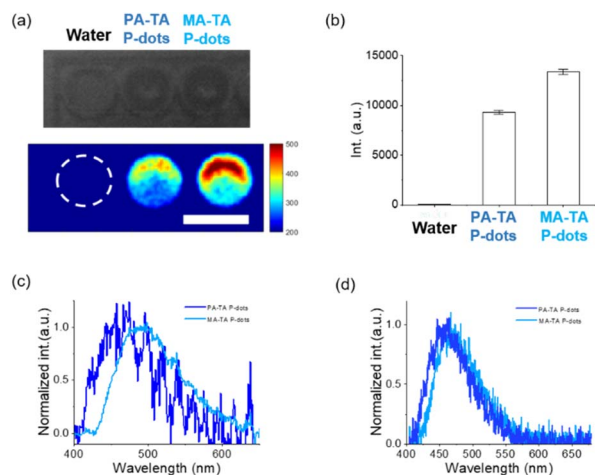 (a)
Water
PA-TA
P-dots
MA-TA
P-dots
500
400
300
200
(b)
Int. (a.u.)
15000
10000
5000
0
Water
PA-TA
P-dots
MA-TA
P-dots
(c)
Normalized int.(a.u.)
1.0
0.5
0.0
PA-TA P-dots
MA-TA P-dots
400
500
600
Wavelength (nm)
(d)
Normalized int.(a.u.)
1.0
0.5
0.0
PA-TA P-dots
MA-TA P-dots
400
450
500
550
600
650
Wavelength (nm)